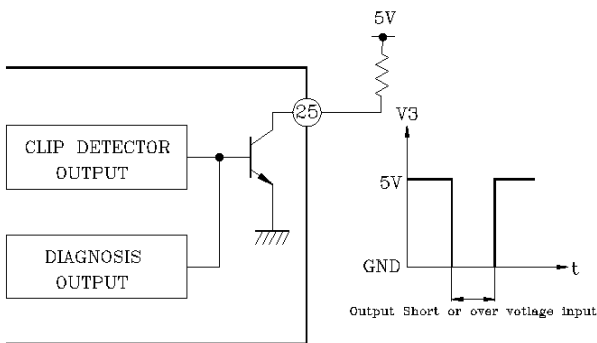 5V
25
V3
CLIP DETECTOR
OUTPUT
5V
DIAGNOSIS
OUTPUT
GND
t
Output Short or over votlage input